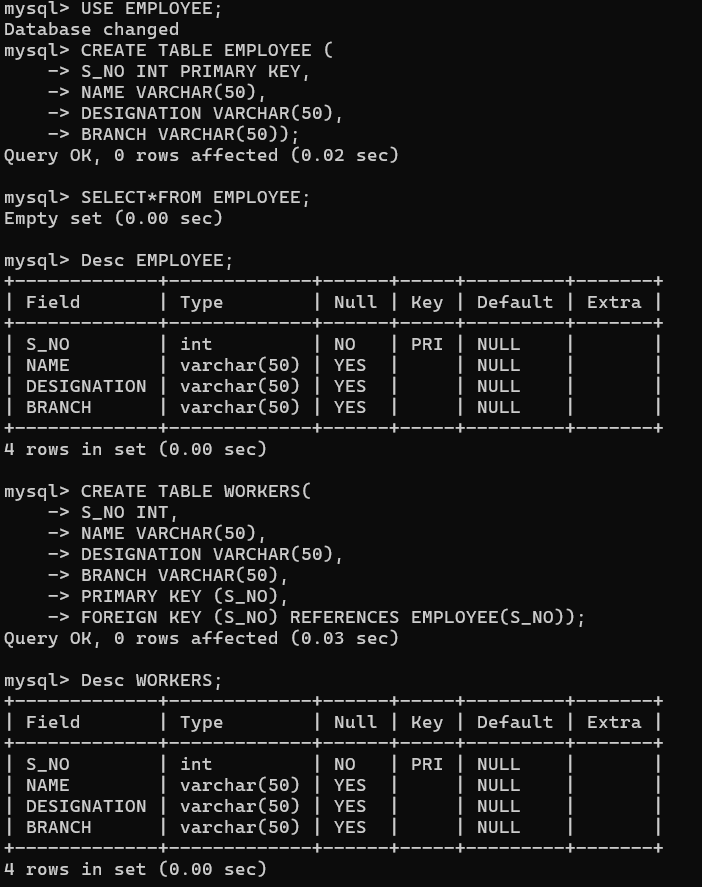 mysql> USE EMPLOYEE;
Database changed
mysql> CREATE TABLE EMPLOYEE (
    -> S_NO INT PRIMARY KEY,
    -> NAME VARCHAR(50),
    -> DESIGNATION VARCHAR(50),
    -> BRANCH VARCHAR(50));
Query OK, 0 rows affected (0.02 sec)

mysql> SELECT*FROM EMPLOYEE;
Empty set (0.00 sec)

mysql> Desc EMPLOYEE;
+-------------+-------------+------+-----+---------+-------+
| Field       | Type        | Null | Key | Default | Extra |
+-------------+-------------+------+-----+---------+-------+
| S_NO        | int         | NO   | PRI | NULL    |       |
| NAME        | varchar(50) | YES  |     | NULL    |       |
| DESIGNATION | varchar(50) | YES  |     | NULL    |       |
| BRANCH      | varchar(50) | YES  |     | NULL    |       |
+-------------+-------------+------+-----+---------+-------+
4 rows in set (0.00 sec)

mysql> CREATE TABLE WORKERS(
    -> S_NO INT,
    -> NAME VARCHAR(50),
    -> DESIGNATION VARCHAR(50),
    -> BRANCH VARCHAR(50),
    -> PRIMARY KEY (S_NO),
    -> FOREIGN KEY (S_NO) REFERENCES EMPLOYEE(S_NO));
Query OK, 0 rows affected (0.03 sec)

mysql> Desc WORKERS;
+-------------+-------------+------+-----+---------+-------+
| Field       | Type        | Null | Key | Default | Extra |
+-------------+-------------+------+-----+---------+-------+
| S_NO        | int         | NO   | PRI | NULL    |       |
| NAME        | varchar(50) | YES  |     | NULL    |       |
| DESIGNATION | varchar(50) | YES  |     | NULL    |       |
| BRANCH      | varchar(50) | YES  |     | NULL    |       |
+-------------+-------------+------+-----+---------+-------+
4 rows in set (0.00 sec)